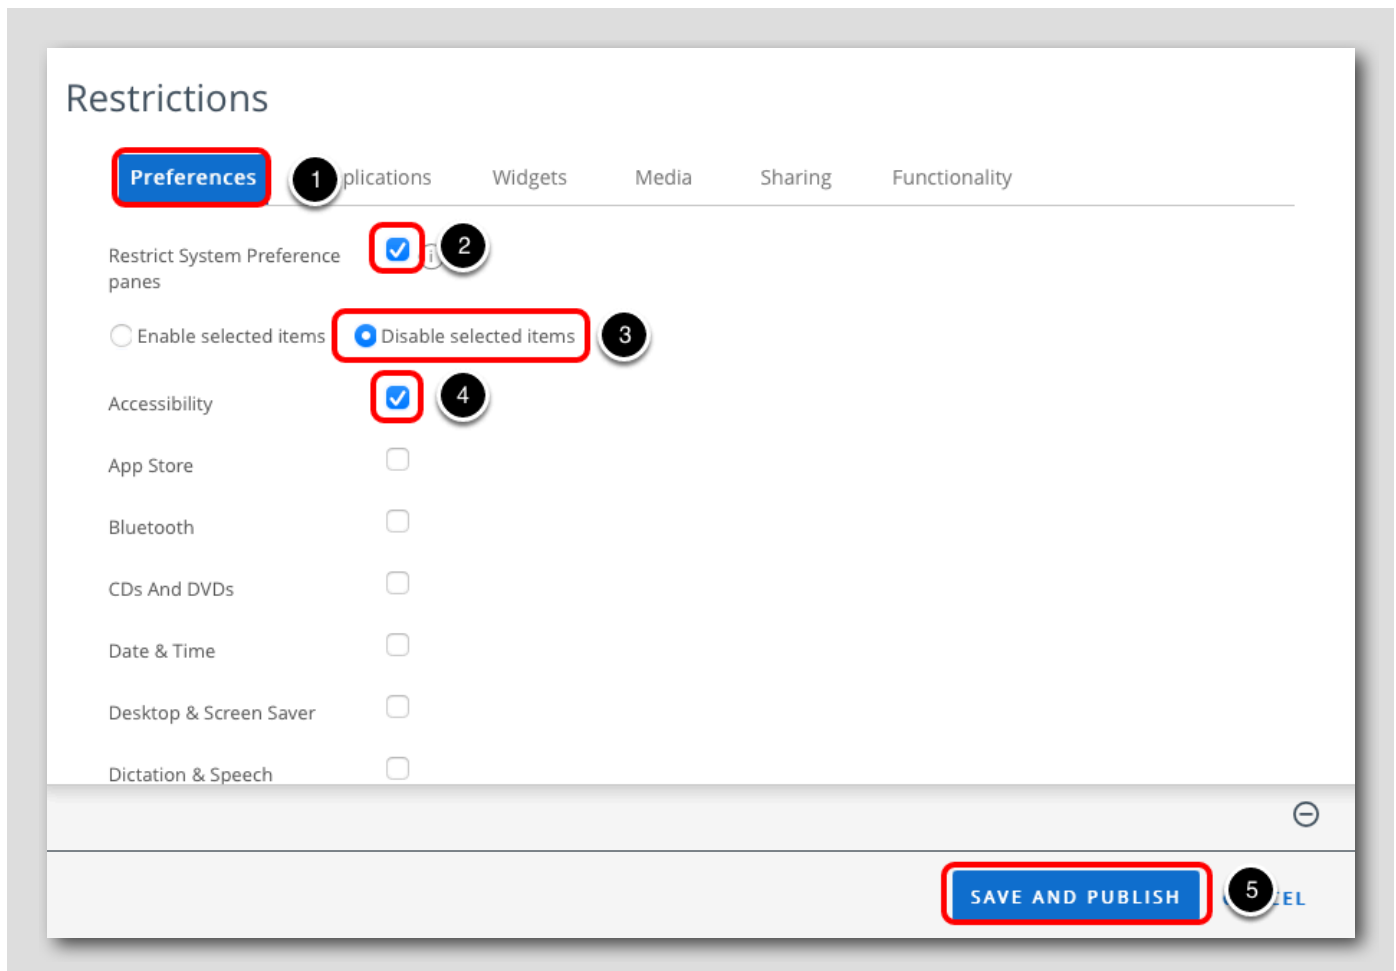 Restrictions
Preferences 1 plications Widgets Media Sharing Functionality
Restrict System Preference 2
panes
Enable selected items Disable selected items 3
Accessibility 4
App Store
Bluetooth
CDs And DVDs
Date & Time
Desktop & Screen Saver
Dictation & Speech
SAVE AND PUBLISH 5 EL